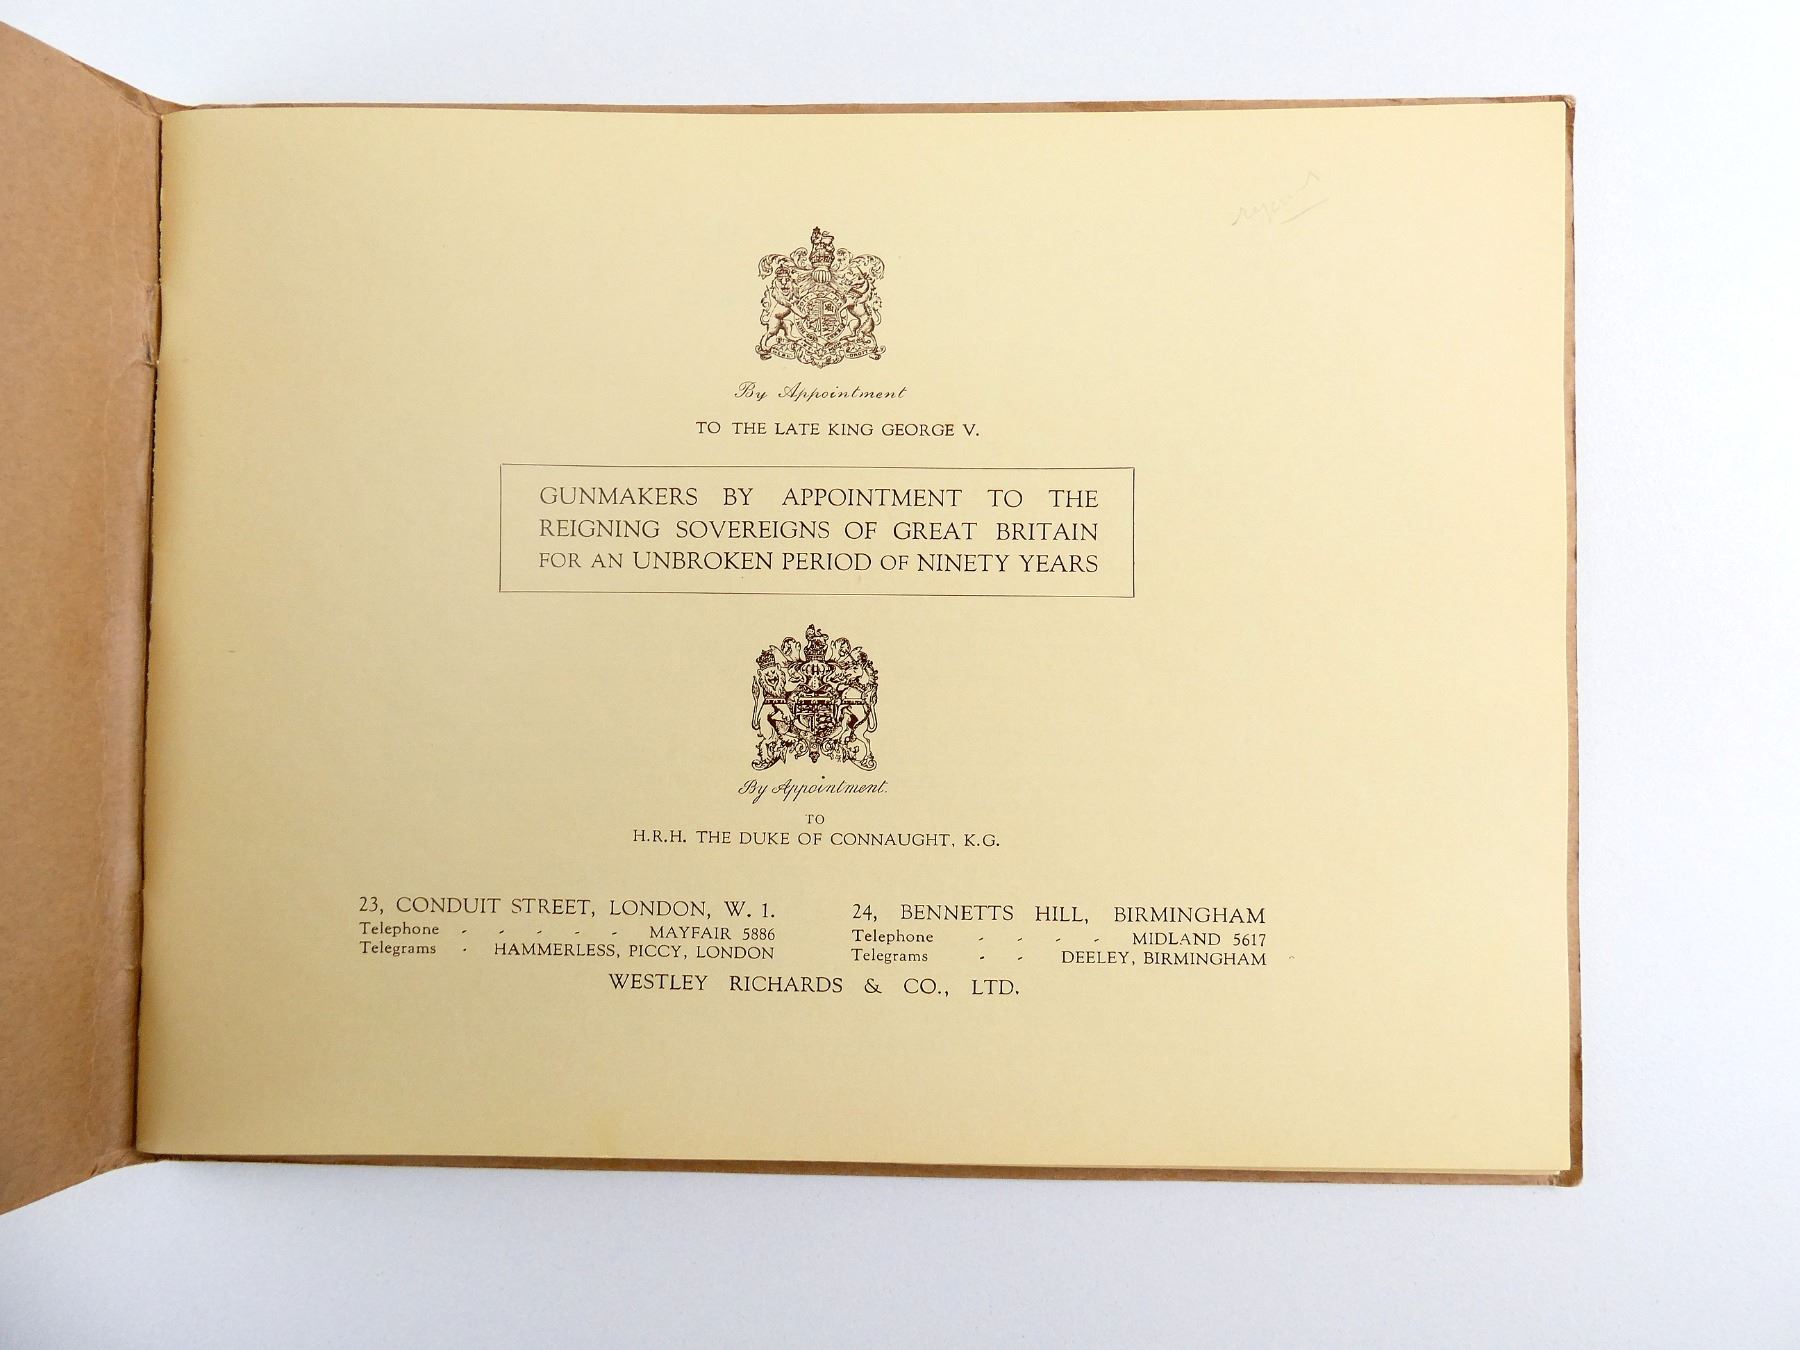 By Appointment
TO THE LATE KING GEORGE V.
GUNMAKERS BY APPOINTMENT TO THE
REIGNING SOVEREIGNS OF GREAT BRITAIN
FOR AN UNBROKEN PERIOD OF NINETY YEARS
By Appointment.
TO
H.R.H. THE DUKE OF CONNAUGHT, K.G.
23, CONDUIT STREET, LONDON, W. 1.
Telephone - - - - - MAYFAIR 5886
Telegrams - HAMMERLESS, PICCY, LONDON
24, BENNETTS HILL, BIRMINGHAM
Telephone - - - - MIDLAND 5617
Telegrams - - DEELEY, BIRMINGHAM
WESTLEY RICHARDS & CO., LTD.